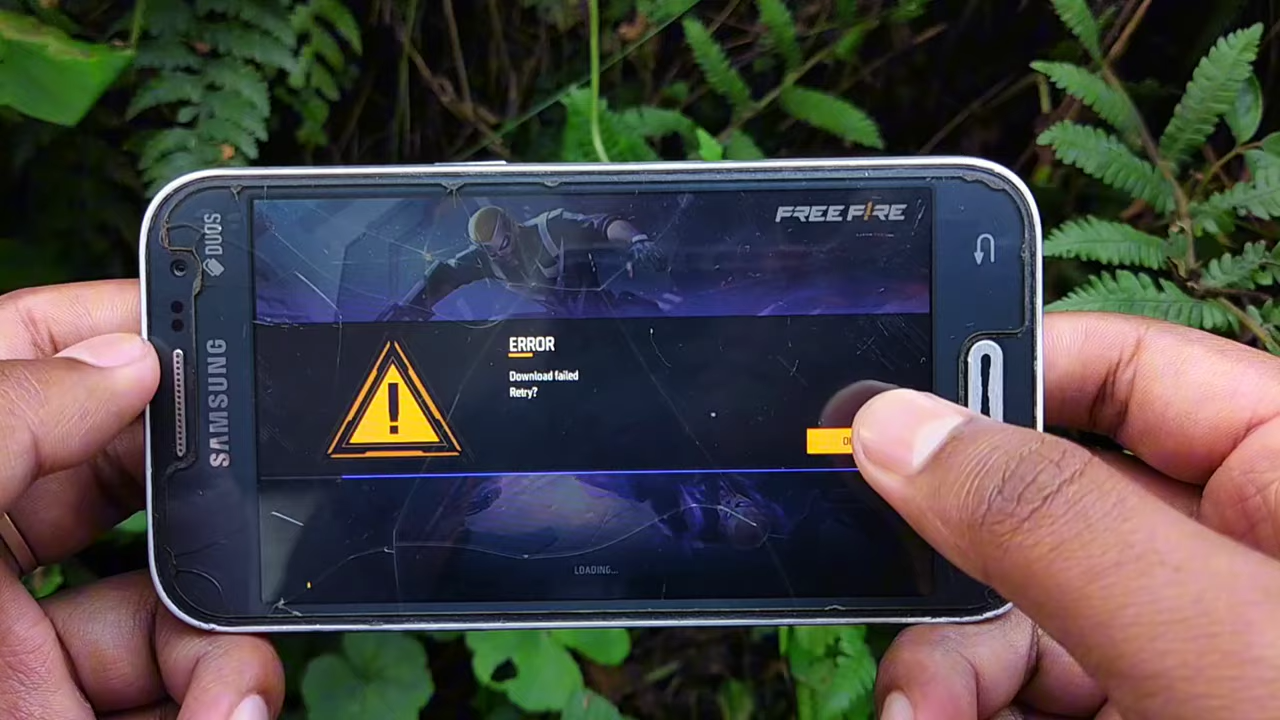 DUOS
SAMSUNG
FREE FIRE
ERROR
Download failed
Retry?
LOADING...